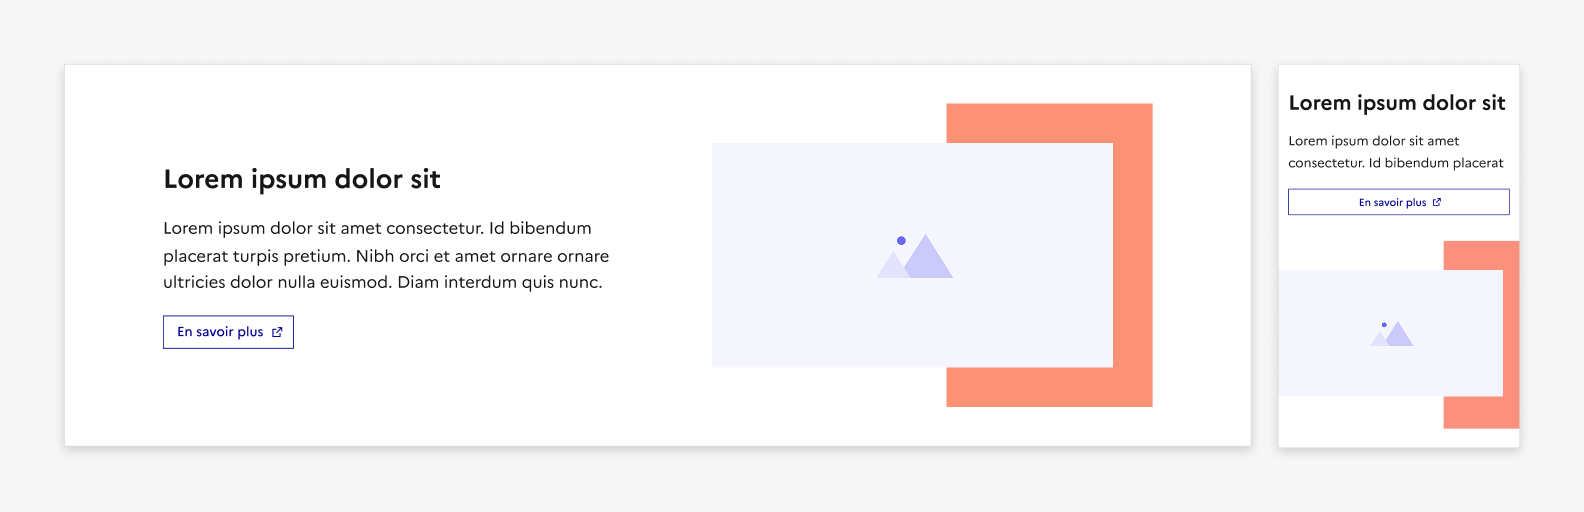 Lorem ipsum dolor sit
Lorem ipsum dolor sit amet consectetur. Id bibendum
placerat turpis pretium. Nibh orci et amet ornare ornare
ultricies dolor nulla euismod. Diam interdum quis nunc.
En savoir plus
Lorem ipsum dolor sit
Lorem ipsum dolor sit amet
consectetur. Id bibendum placerat
En savoir plus